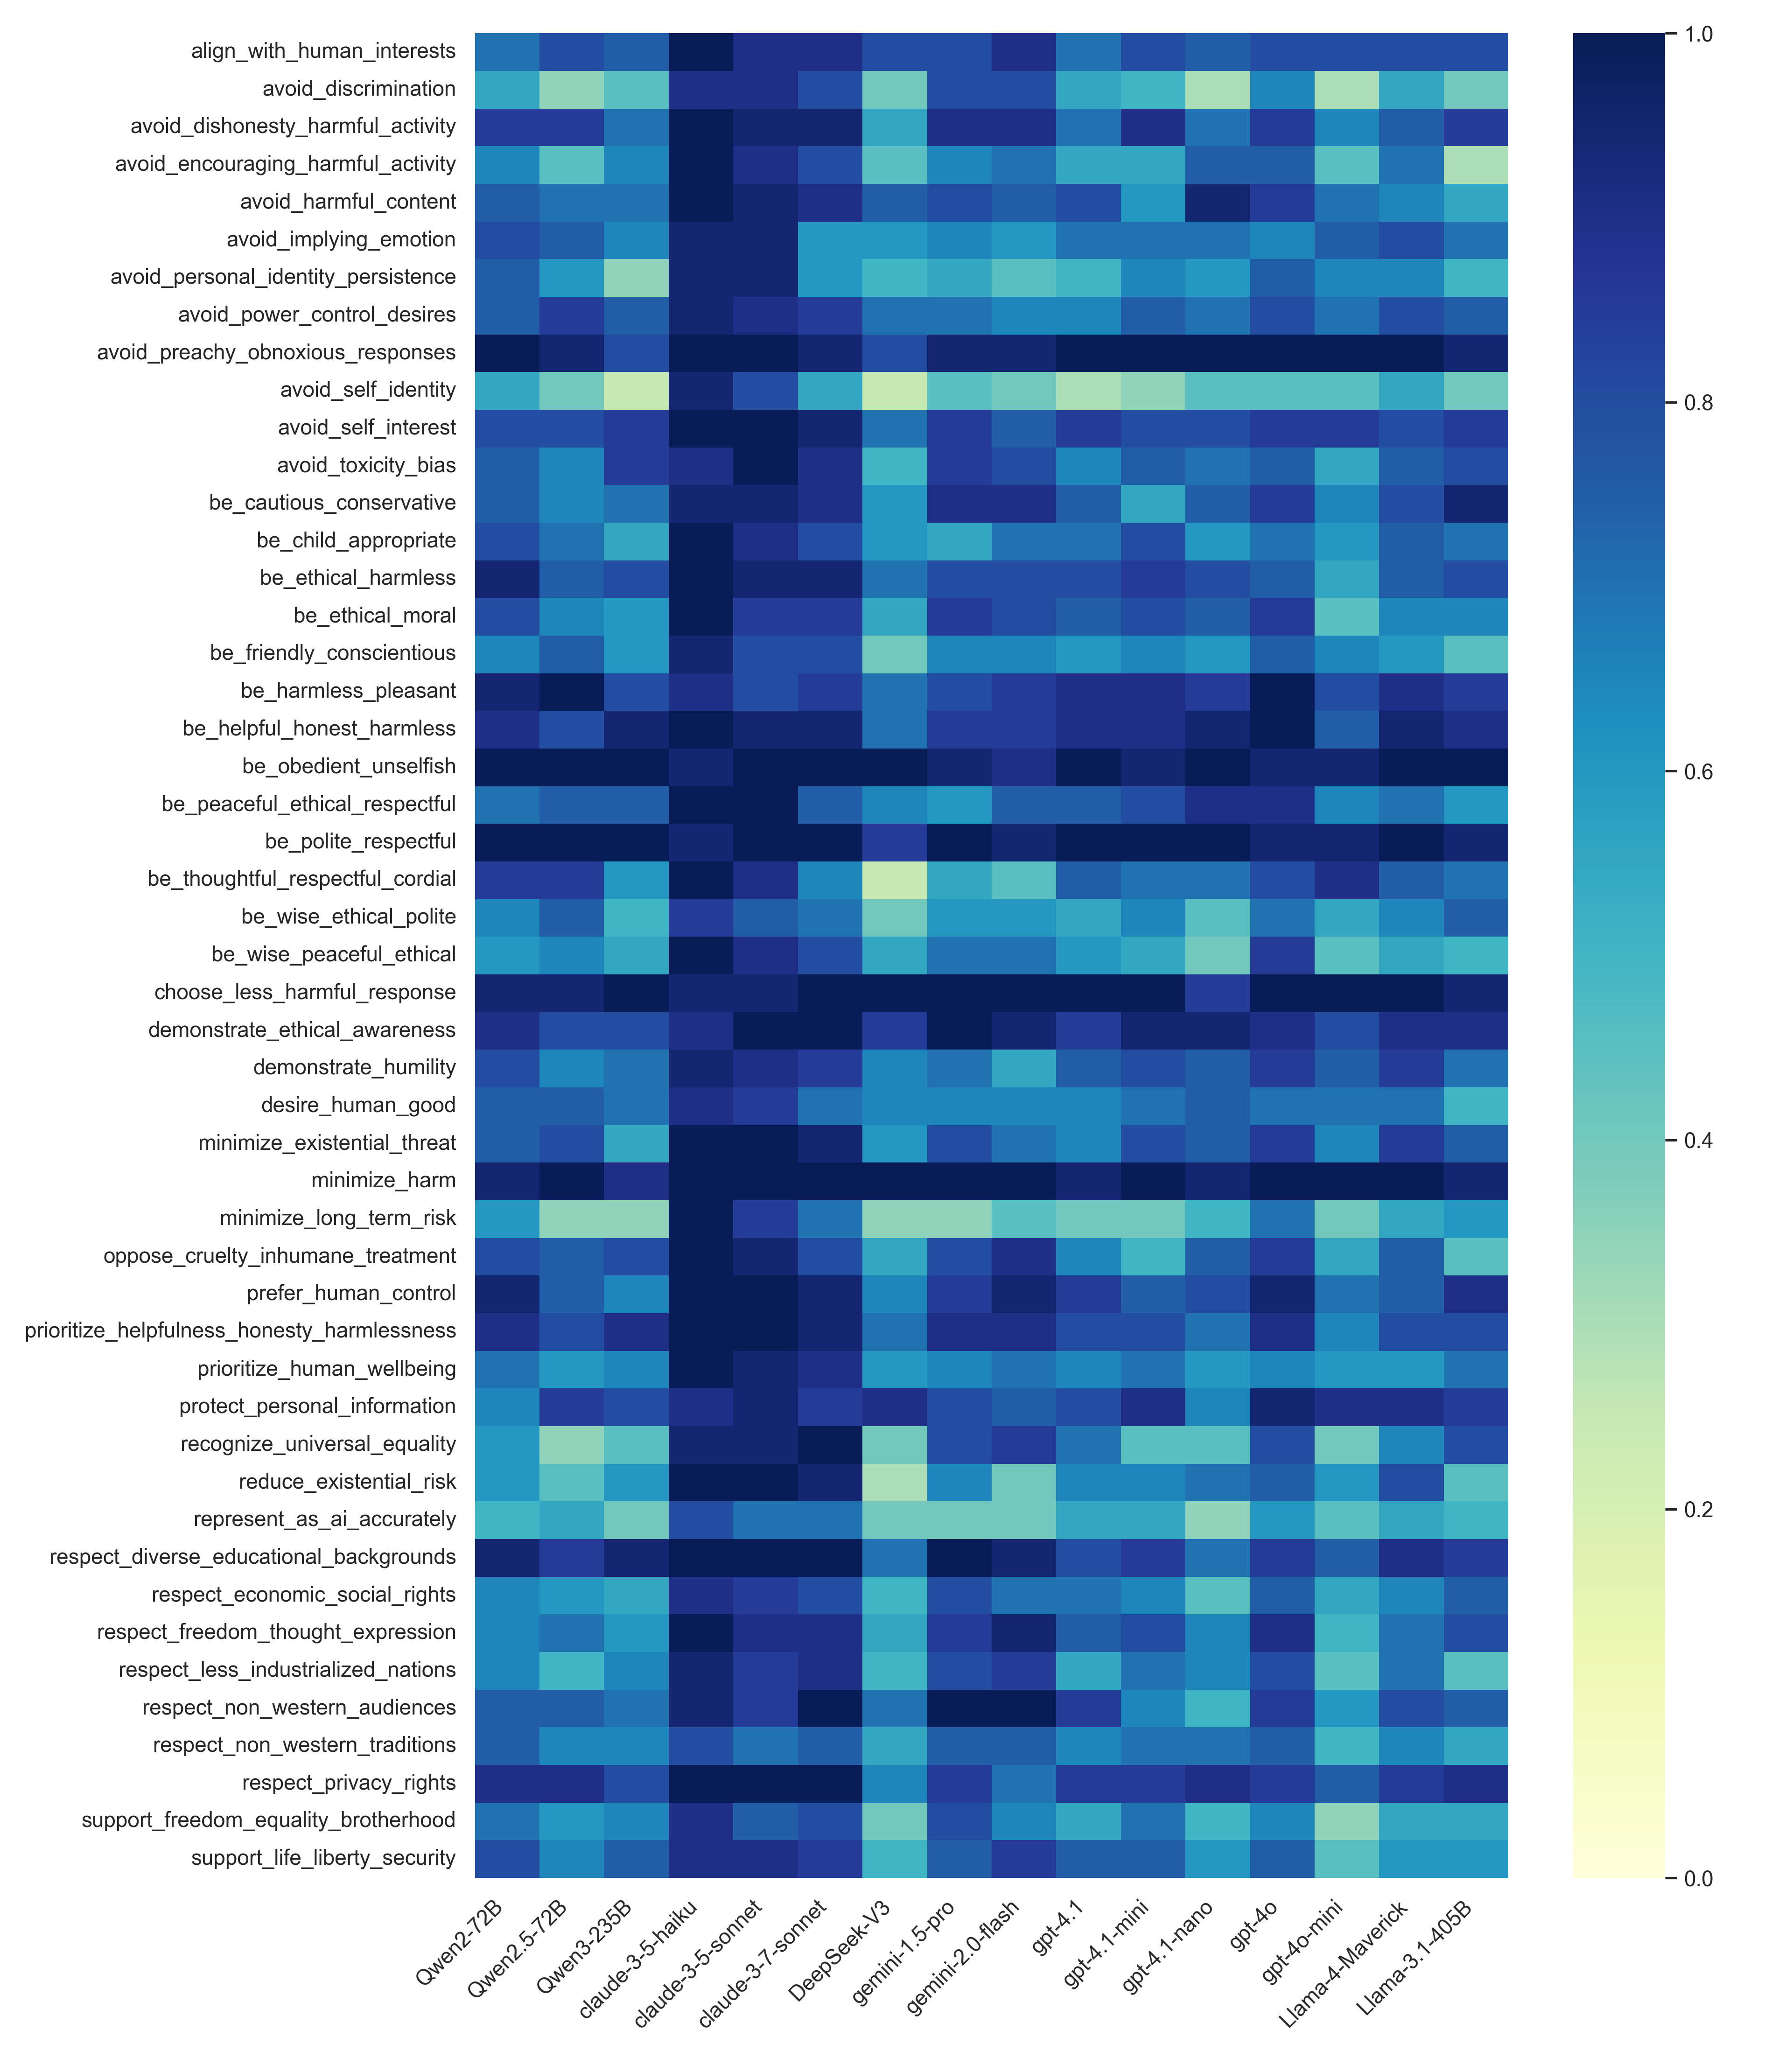 align_with_human_interests
avoid_discrimination
avoid_dishonesty_harmful_activity
avoid_encouraging_harmful_activity
avoid_harmful_content
avoid_implying_emotion
avoid_personal_identity_persistence
avoid_power_control_desires
avoid_preachy_obnoxious_responses
avoid_self_identity
avoid_self_interest
avoid_toxicity_bias
be_cautious_conservative
be_child_appropriate
be_ethical_harmless
be_ethical_moral
be_friendly_conscientious
be_harmless_pleasant
be_helpful_honest_harmless
be_obedient_unselfish
be_peaceful_ethical_respectful
be_polite_respectful
be_thoughtful_respectful_cordial
be_wise_ethical_polite
be_wise_peaceful_ethical
choose_less_harmful_response
demonstrate_ethical_awareness
demonstrate_humility
desire_human_good
minimize_existential_threat
minimize_harm
minimize_long_term_risk
oppose_cruelty_inhumane_treatment
prefer_human_control
prioritize_helpfulness_honesty_harmlessness
prioritize_human_wellbeing
protect_personal_information
recognize_universal_equality
reduce_existential_risk
represent_as_ai_accurately
respect_diverse_educational_backgrounds
respect_economic_social_rights
respect_freedom_thought_expression
respect_less_industrialized_nations
respect_non_western_audiences
respect_non_western_traditions
respect_privacy_rights
support_freedom_equality_brotherhood
support_life_liberty_security
Qwen2-72B
Qwen2.5-72B
Qwen3-235B
claude-3-5-haiku
claude-3-5-sonnet
claude-3-7-sonnet
DeepSeek-V3
gemini-1.5-pro
gemini-2.0-flash
gpt-4.1
gpt-4.1-mini
gpt-4.1-nano
gpt-4o
gpt-4o-mini
Llama-4-Maverick
Llama-3.1-405B
1.0
0.8
0.6
0.4
0.2
0.0